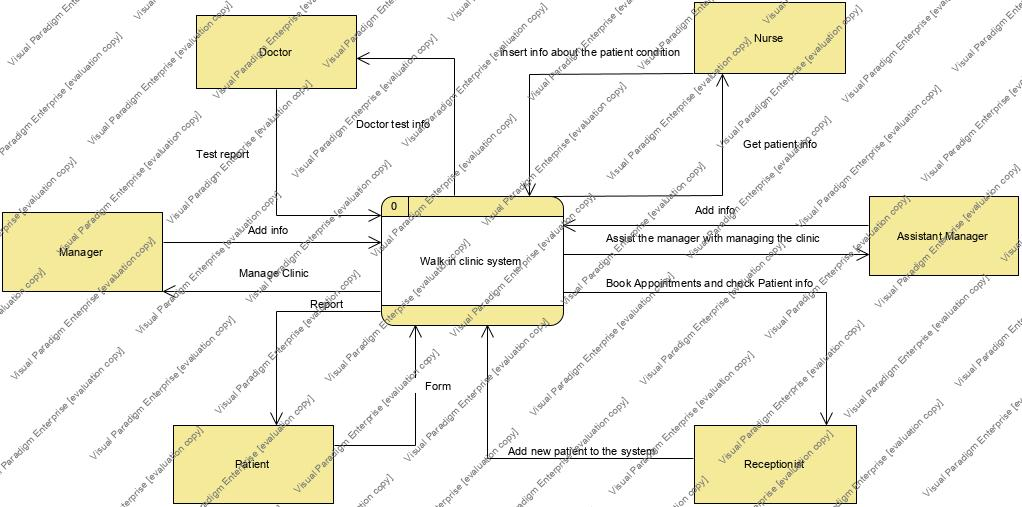 Doctor
Nurse
insert info about the patient condition
Doctor test info
Test report
Get patient info
0
Add info
Add info
Manager
Walk in clinic system
Assist the manager with managing the clinic
Assistant Manager
Manage Clinic
Book Appointments and check Patient info
Report
Form
Add new patient to the system
Patient
Receptionist
Visual Paradigm Enterprise [evaluation copy]